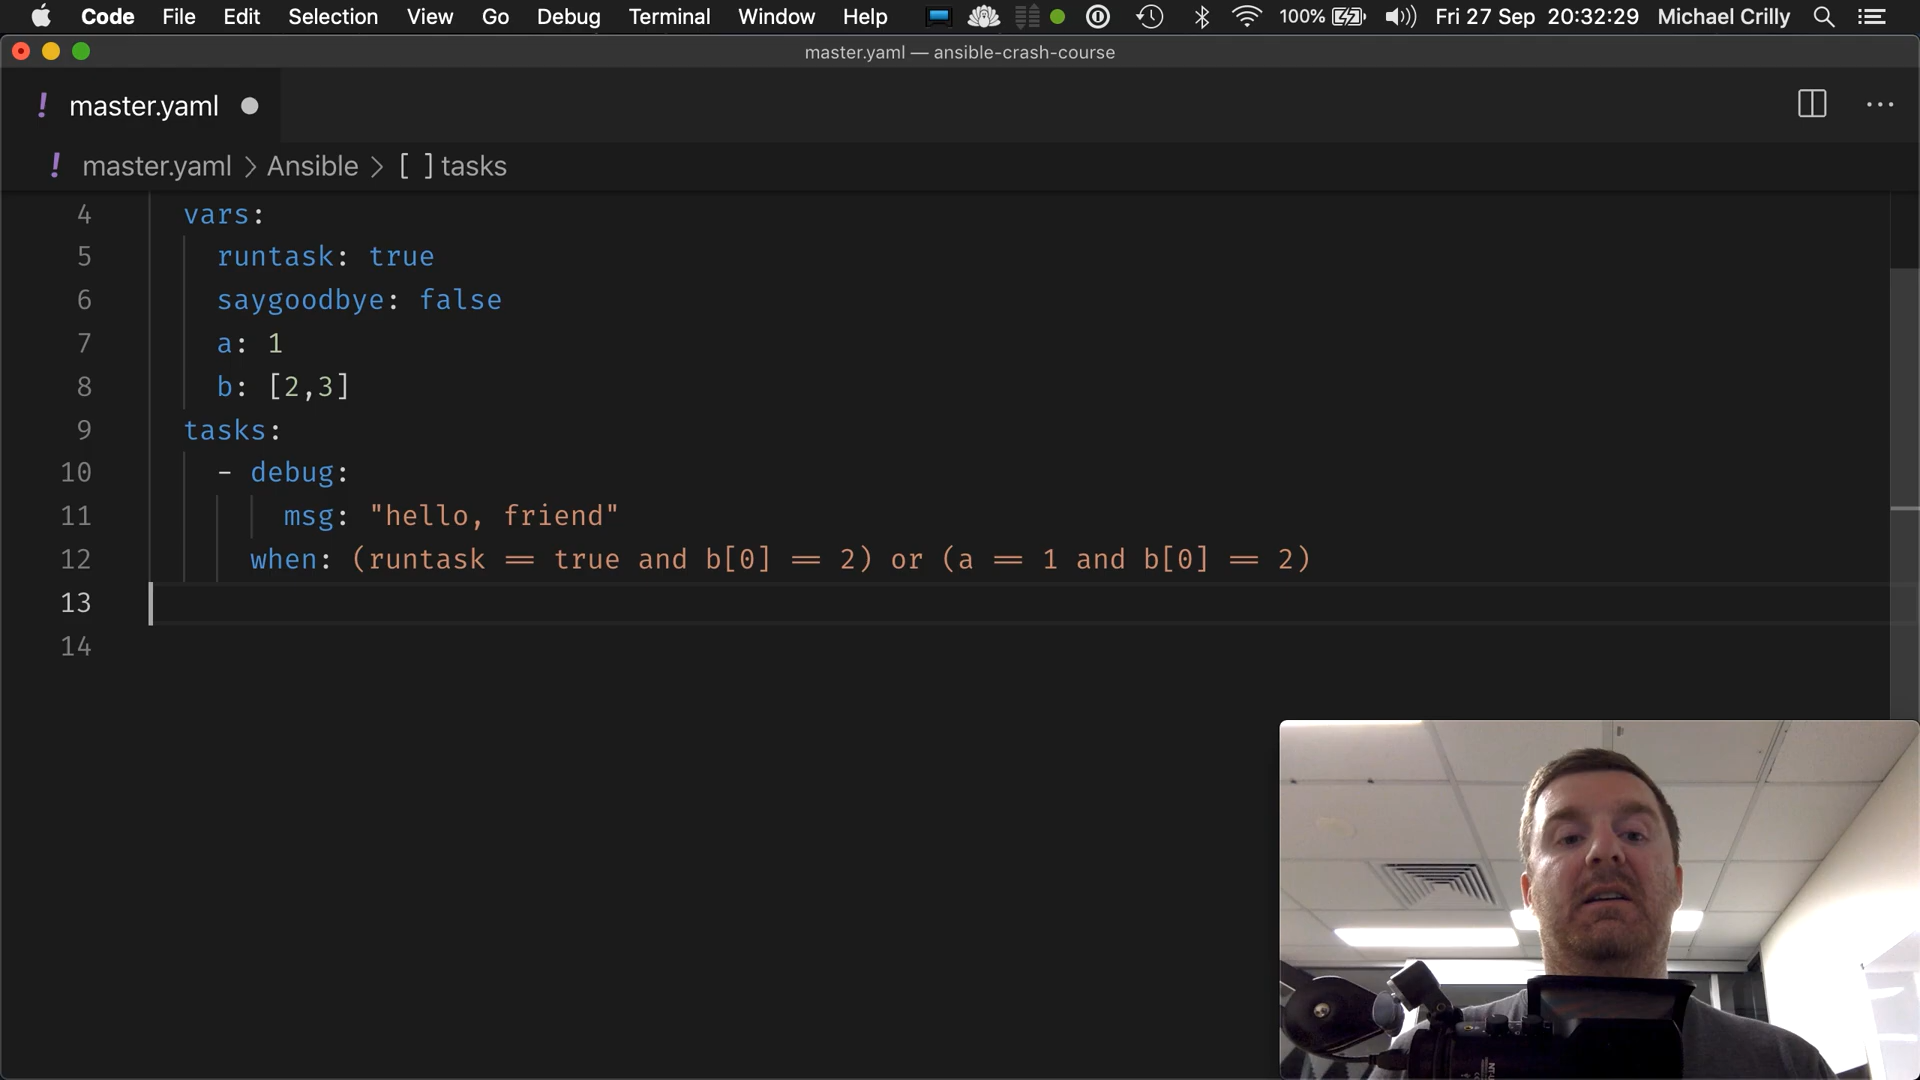 Code File Edit Selection View Go Debug Terminal Window Help 100% Fri 27 Sep 20:32:29 Michael Crilly
master.yaml — ansible-crash-course
! master.yaml
! master.yaml > Ansible > [ ] tasks
4 vars:
5 runtask: true
6 saygoodbye: false
7 a: 1
8 b: [2,3]
9 tasks:
10 - debug:
11 msg: "hello, friend"
12 when: (runtask == true and b[0] == 2) or (a == 1 and b[0] == 2)
13
14